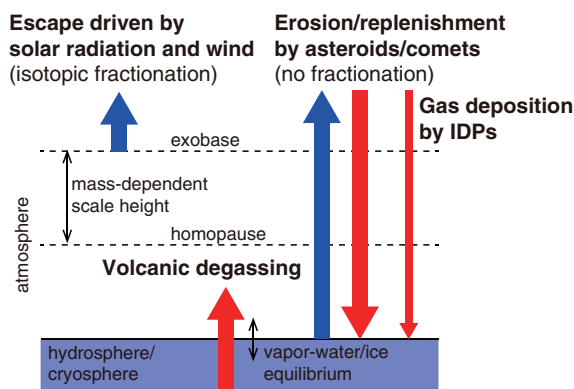 Escape driven by
solar radiation and wind
(isotopic fractionation)
Erosion/replenishment
by asteroids/comets
(no fractionation)
Gas deposition
by IDPs
exobase
mass-dependent
scale height
homopause
atmosphere
Volcanic degassing
hydrosphere/
cryosphere
vapor-water/ice
equilibrium